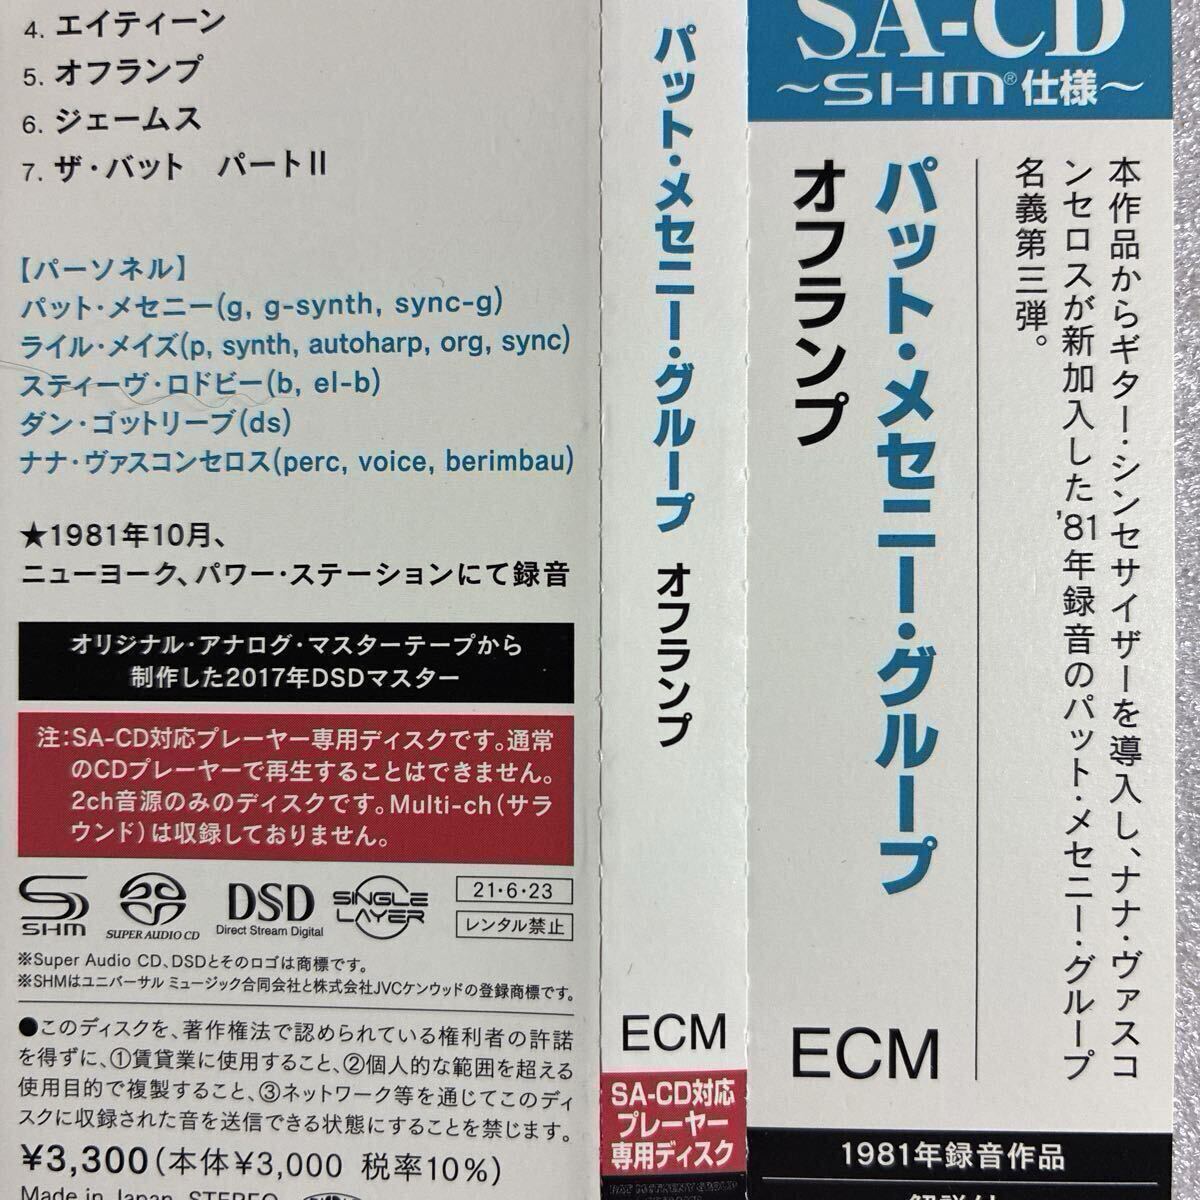 4. エイティーン
5. オフランプ
6. ジェームス
7. ザ・バット　パートII
【パーソネル】
パット・メセニー(g, g-synth, sync-g)
ライル・メイズ(p, synth, autoharp, org, sync)
スティーヴ・ロドビー(b, el-b)
ダン・ゴットリーブ(ds)
ナナ・ヴァスコンセロス(perc, voice, berimbau)
★1981年10月、
ニューヨーク、パワー・ステーションにて録音
オリジナル・アナログ・マスターテープから
制作した2017年DSDマスター
注:SA-CD対応プレーヤー専用ディスクです。通常
のCDプレーヤーで再生することはできません。
2ch音源のみのディスクです。Multi-ch(サラ
ウンド)は収録しておりません。
SHM
SUPER AUDIO CD
DSD
Direct Stream Digital
SINGLE
LAYER
21・6・23
レンタル禁止
※Super Audio CD、DSDとそのロゴは商標です。
※SHMはユニバーサル ミュージック合同会社と株式会社JVCケンウッドの登録商標です。
●このディスクを、著作権法で認められている権利者の許諾
を得ずに、①賃貸業に使用すること、②個人的な範囲を超える
使用目的で複製すること、③ネットワーク等を通じてこのディ
スクに収録された音を送信できる状態にすることを禁じます。
¥3,300(本体¥3,000 税率10%)
Made in Japan STEREO
パット・メセニー・グループ オフランプ
ECM
SA-CD対応
プレーヤー
専用ディスク
PAT METHENY GROUP
SA-CD
～SHM®仕様～
本作品からギター・シンセサイザーを導入し、ナナ・ヴァスコ
ンセロスが新加入した'81年録音のパット・メセニー・グループ
名義第三弾。
パット・メセニー・グループ
オフランプ
ECM
1981年録音作品
解説付